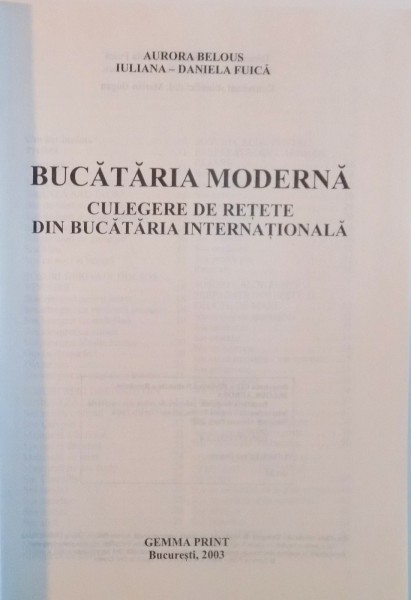 AURORA BELOUS
IULIANA – DANIELA FUICĂ
BUCĂTĂRIA MODERNĂ
CULEGERE DE REȚETE
DIN BUCĂTĂRIA INTERNAȚIONALĂ
GEMMA PRINT
București, 2003